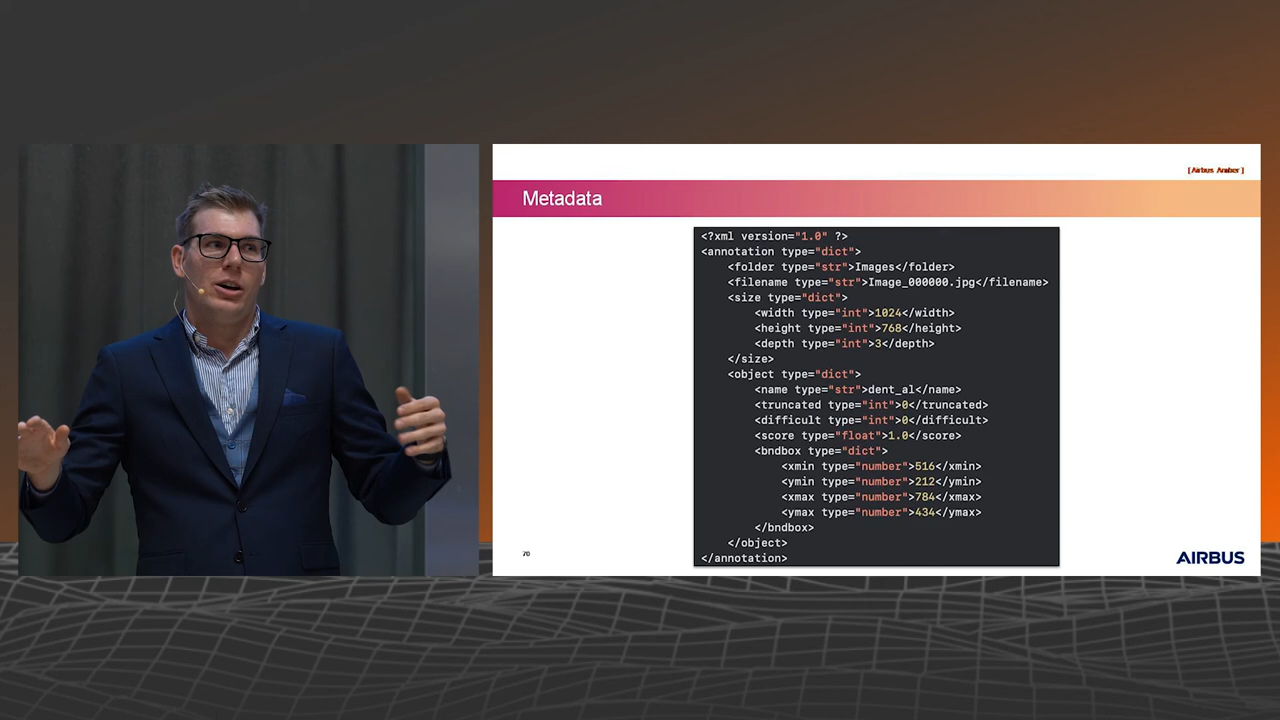 [Airbus Amber]
Metadata
<?xml version="1.0" ?>
<annotation type="dict">
    <folder type="str">Images</folder>
    <filename type="str">Image_000000.jpg</filename>
    <size type="dict">
        <width type="int">1024</width>
        <height type="int">768</height>
        <depth type="int">3</depth>
    </size>
    <object type="dict">
        <name type="str">dent_al</name>
        <truncated type="int">0</truncated>
        <difficult type="int">0</difficult>
        <score type="float">1.0</score>
        <bndbox type="dict">
            <xmin type="number">516</xmin>
            <ymin type="number">212</ymin>
            <xmax type="number">784</xmax>
            <ymax type="number">434</ymax>
        </bndbox>
    </object>
</annotation>
70
AIRBUS